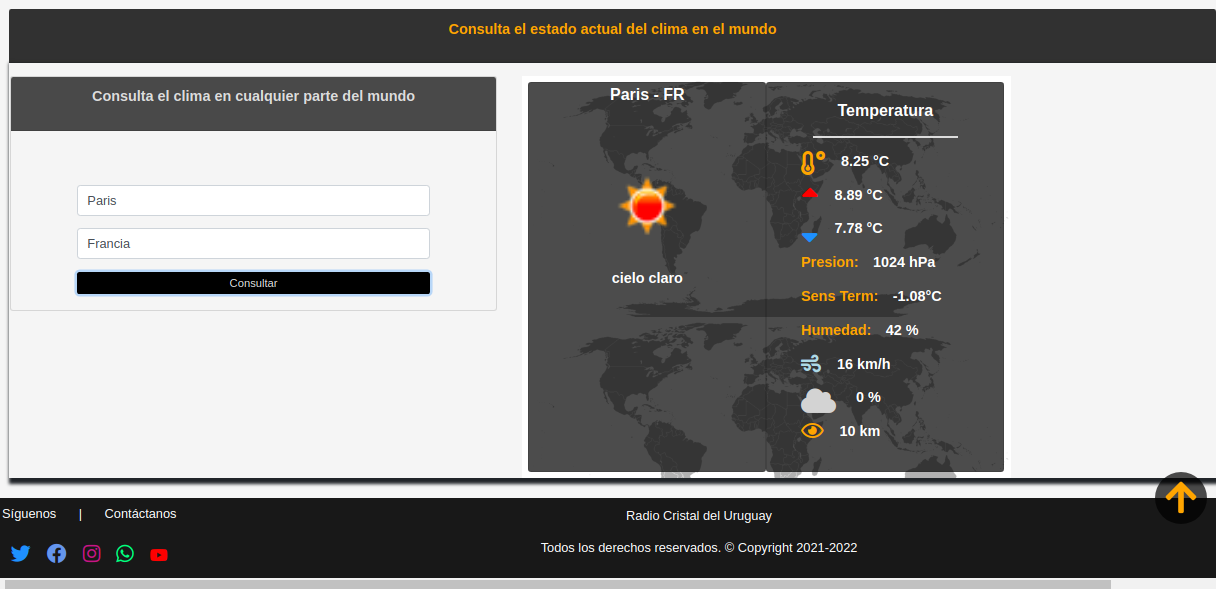 Consulta el estado actual del clima en el mundo
Consulta el clima en cualquier parte del mundo
Paris
Francia
Consultar
Paris - FR
cielo claro
Temperatura
8.25 °C
8.89 °C
7.78 °C
Presion: 1024 hPa
Sens Term: -1.08°C
Humedad: 42 %
16 km/h
0 %
10 km
Síguenos | Contáctanos
Radio Cristal del Uruguay
Todos los derechos reservados. © Copyright 2021-2022